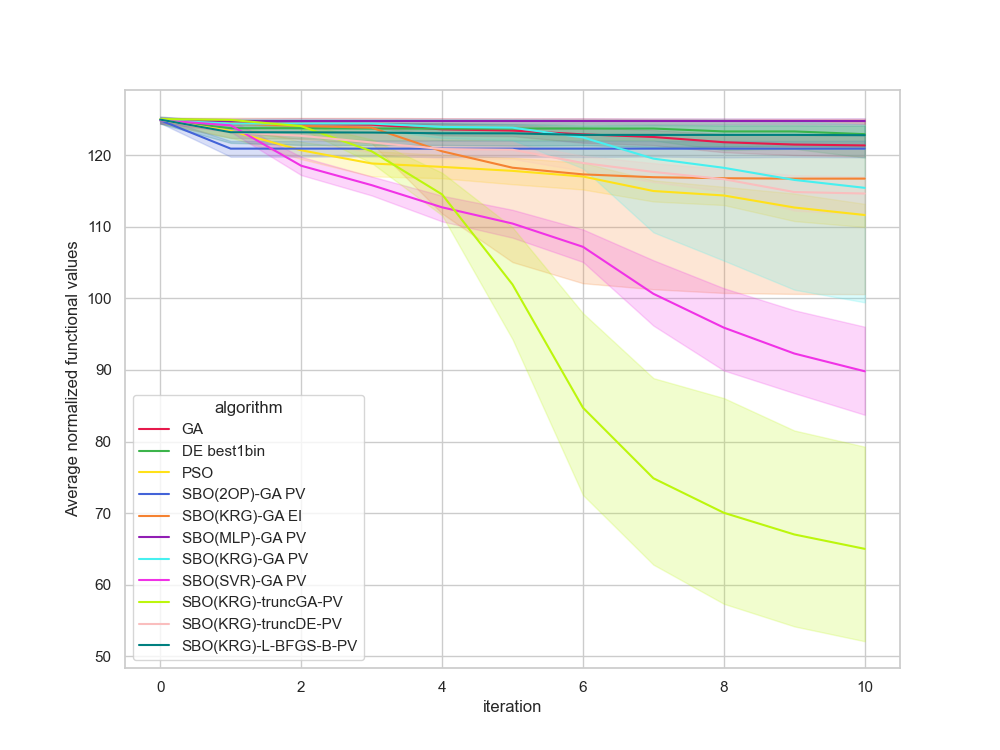 120
110
100
90
80
70
60
50
Average normalized functional values
algorithm
GA
DE best1bin
PSO
SBO(2OP)-GA PV
SBO(KRG)-GA EI
SBO(MLP)-GA PV
SBO(KRG)-GA PV
SBO(SVR)-GA PV
SBO(KRG)-truncGA-PV
SBO(KRG)-truncDE-PV
SBO(KRG)-L-BFGS-B-PV
0 2 4 6 8 10
iteration